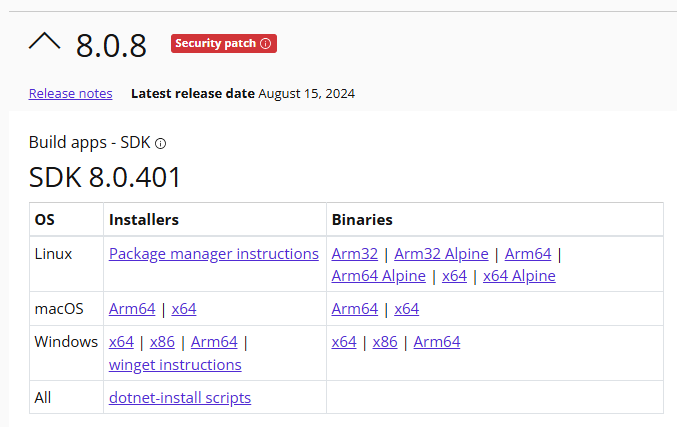 8.0.8 Security patch
Release notes Latest release date August 15, 2024
Build apps - SDK
SDK 8.0.401
OS Installers Binaries
Linux Package manager instructions Arm32 | Arm32 Alpine | Arm64 |
Arm64 Alpine | x64 | x64 Alpine
macOS Arm64 | x64 Arm64 | x64
Windows x64 | x86 | Arm64 | x64 | x86 | Arm64
winget instructions
All dotnet-install scripts